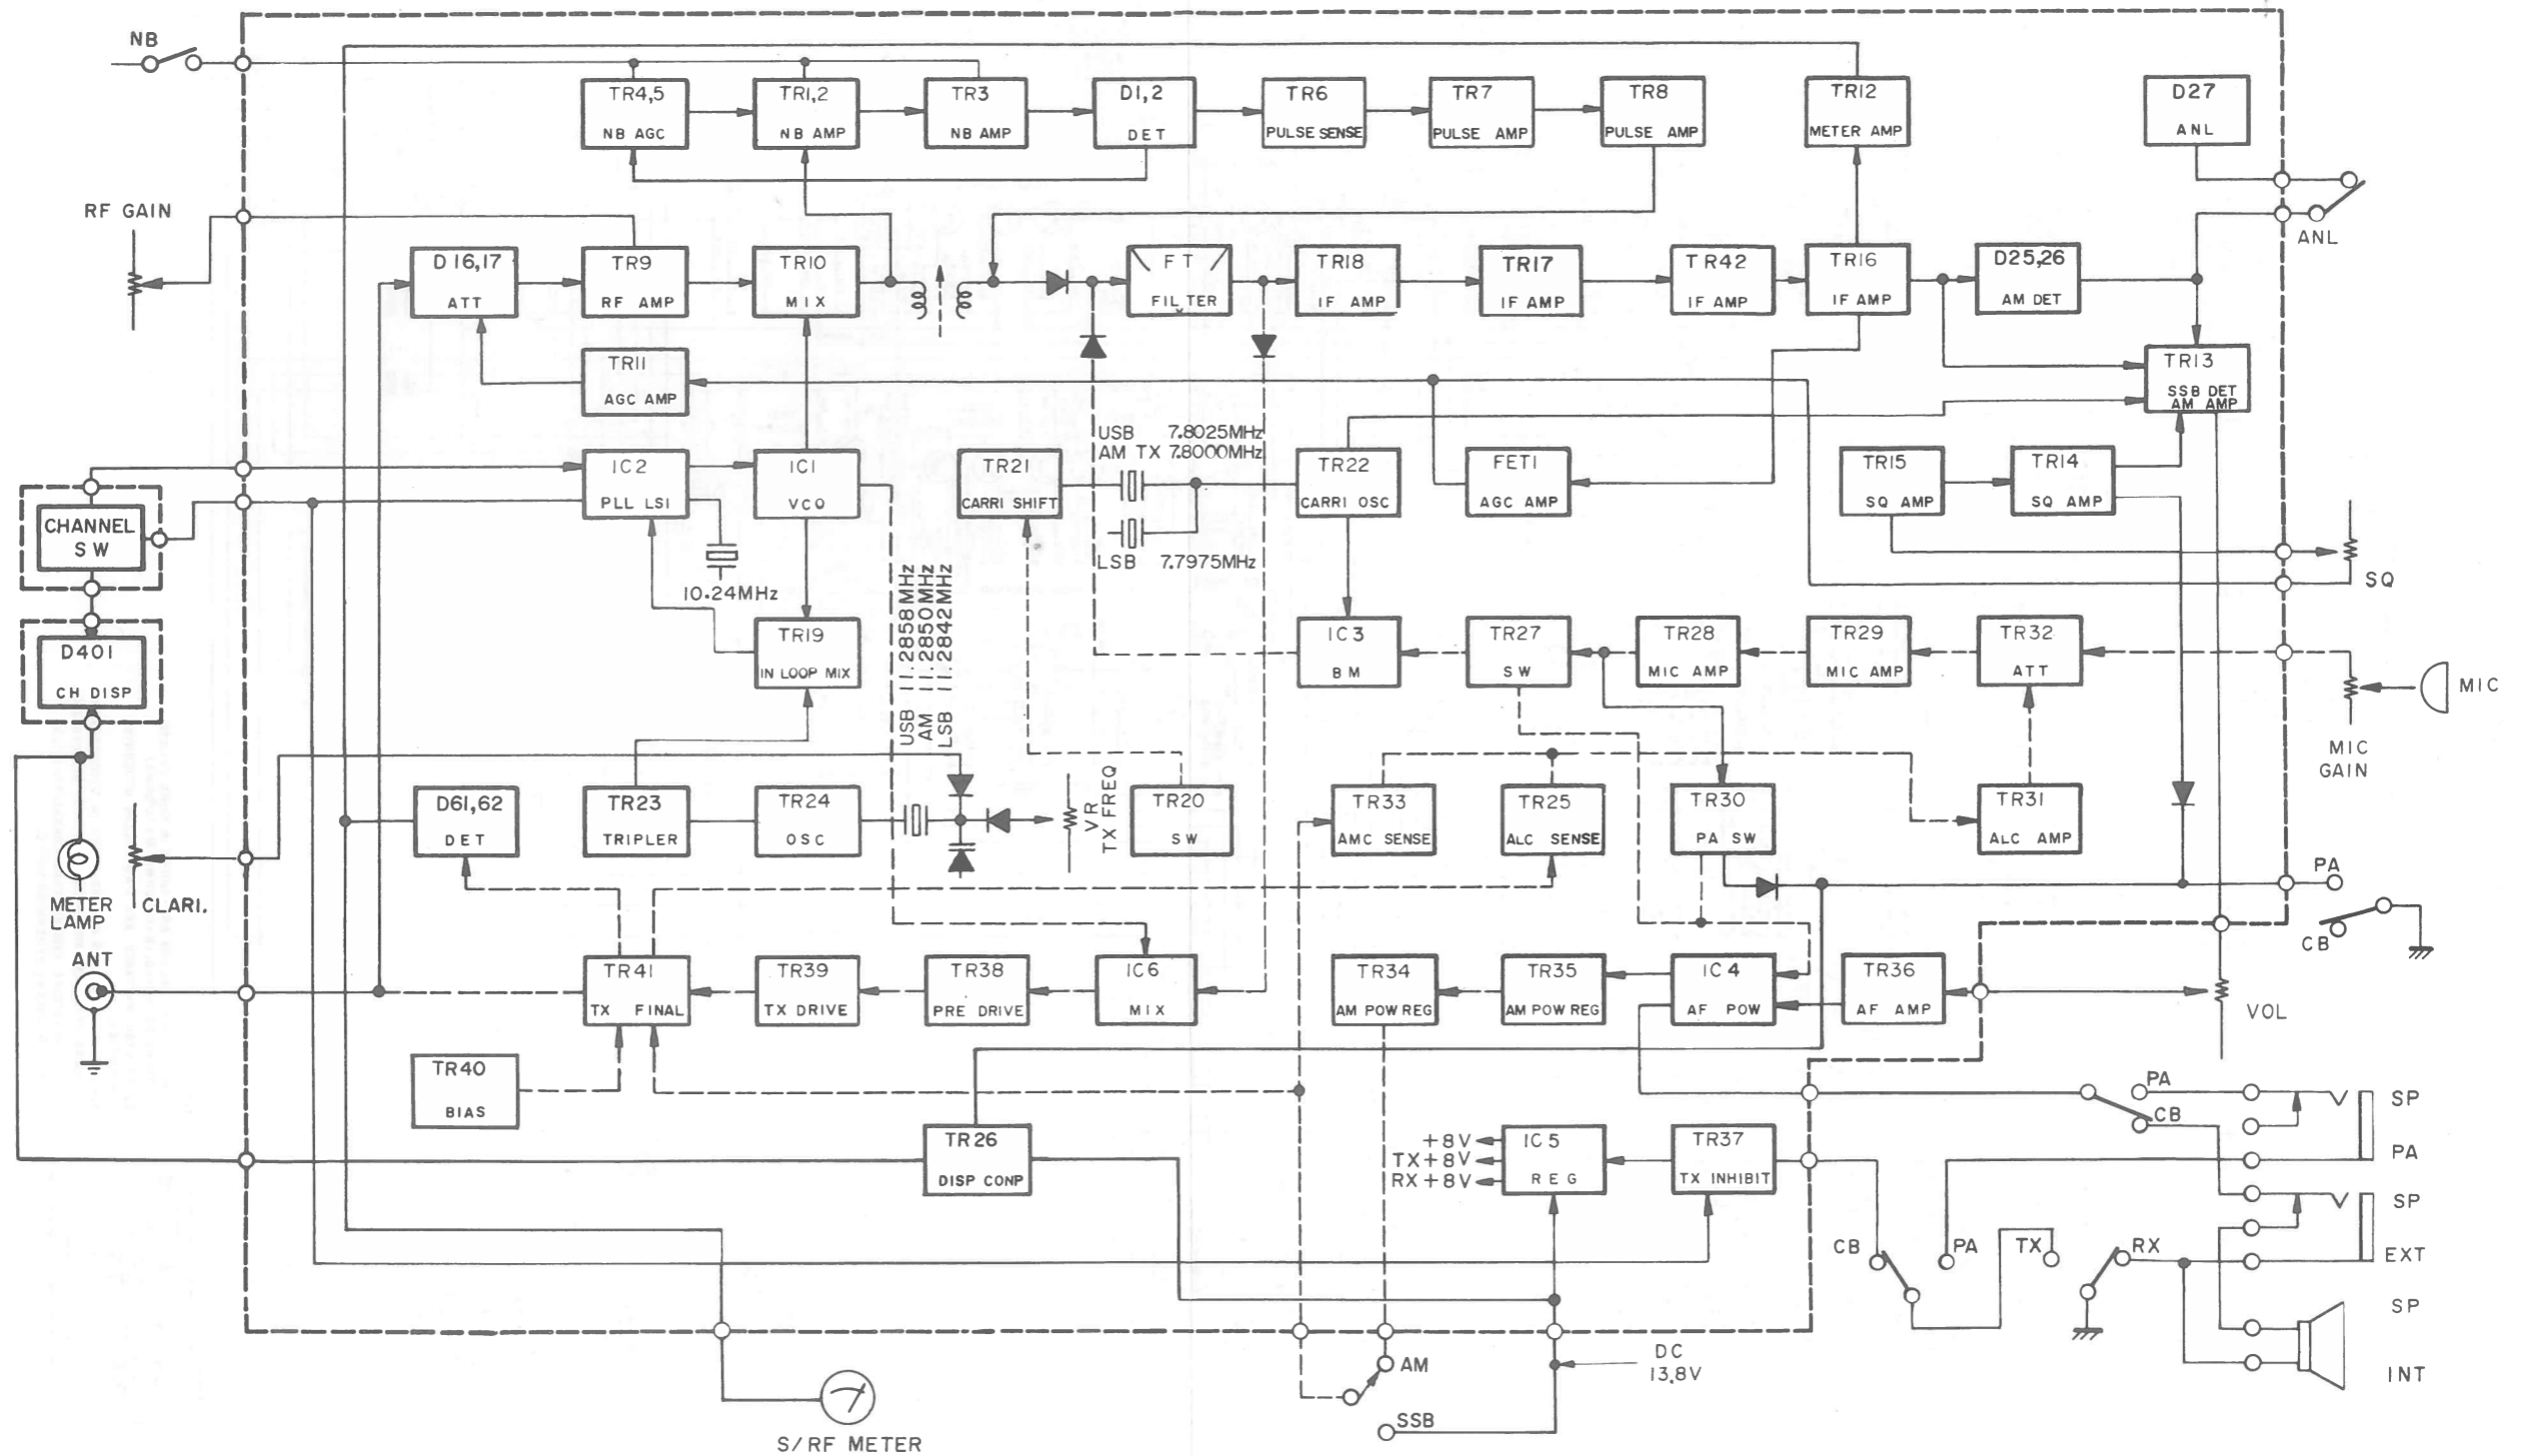 NB
TR4,5
NB AGC
TR1,2
NB AMP
TR3
NB AMP
D1,2
DET
TR6
PULSE SENSE
TR7
PULSE AMP
TR8
PULSE AMP
TR12
METER AMP
D27
ANL
ANL
RF GAIN
D16,17
ATT
TR9
RF AMP
TR10
MIX
FT
FILTER
TR18
IF AMP
TR17
IF AMP
TR42
IF AMP
TR16
IF AMP
D25,26
AM DET
TR11
AGC AMP
TR13
SSB DET
AM AMP
CHANNEL
SW
IC2
PLL LSI
IC1
VCO
TR21
CARRI SHIFT
USB 7.8025MHz
AM TX 7.8000MHz
LSB 7.7975MHz
TR22
CARRI OSC
FET1
AGC AMP
TR15
SQ AMP
TR14
SQ AMP
SQ
10.24MHz
D401
CH DISP
TR19
IN LOOP MIX
USB 11.2858MHz
AM 11.2850MHz
LSB 11.2842MHz
IC3
BM
TR27
SW
TR28
MIC AMP
TR29
MIC AMP
TR32
ATT
MIC
MIC
GAIN
D61,62
DET
TR23
TRIPLER
TR24
OSC
VR
TX FREQ
TR20
SW
TR33
AMC SENSE
TR25
ALC SENSE
TR30
PA SW
TR31
ALC AMP
METER
LAMP
CLARI.
PA
CB
ANT
TR41
TX FINAL
TR39
TX DRIVE
TR38
PRE DRIVE
IC6
MIX
TR34
AM POW REG
TR35
AM POW REG
IC4
AF POW
TR36
AF AMP
VOL
TR40
BIAS
TR26
DISP CONP
+8V
TX+8V
RX+8V
IC5
REG
TR37
TX INHIBIT
PA
CB
SP
PA
SP
EXT
SP
INT
CB
PA
TX
RX
AM
SSB
DC
13.8V
S/RF METER